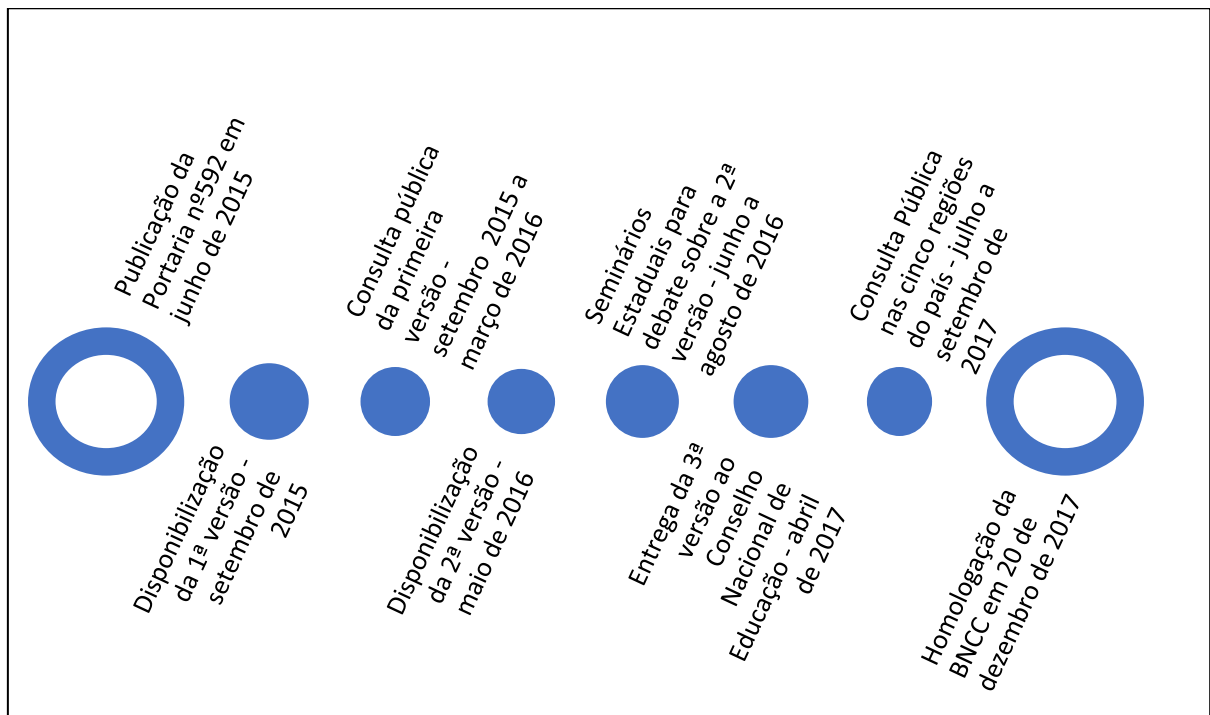 Publicação da
Portaria nº592 em
junho de 2015
Disponibilização
da 1ª versão -
setembro de
2015
Consulta pública
da primeira
versão -
setembro 2015 a
março de 2016
Disponibilização
da 2ª versão -
maio de 2016
Seminários
Estaduais para
debate sobre a 2ª
versão - junho a
agosto de 2016
Entrega da 3ª
versão ao
Conselho
Nacional de
Educação - abril
de 2017
Consulta Pública
nas cinco regiões
do país - julho a
setembro de
2017
Homologação da
BNCC em 20 de
dezembro de 2017